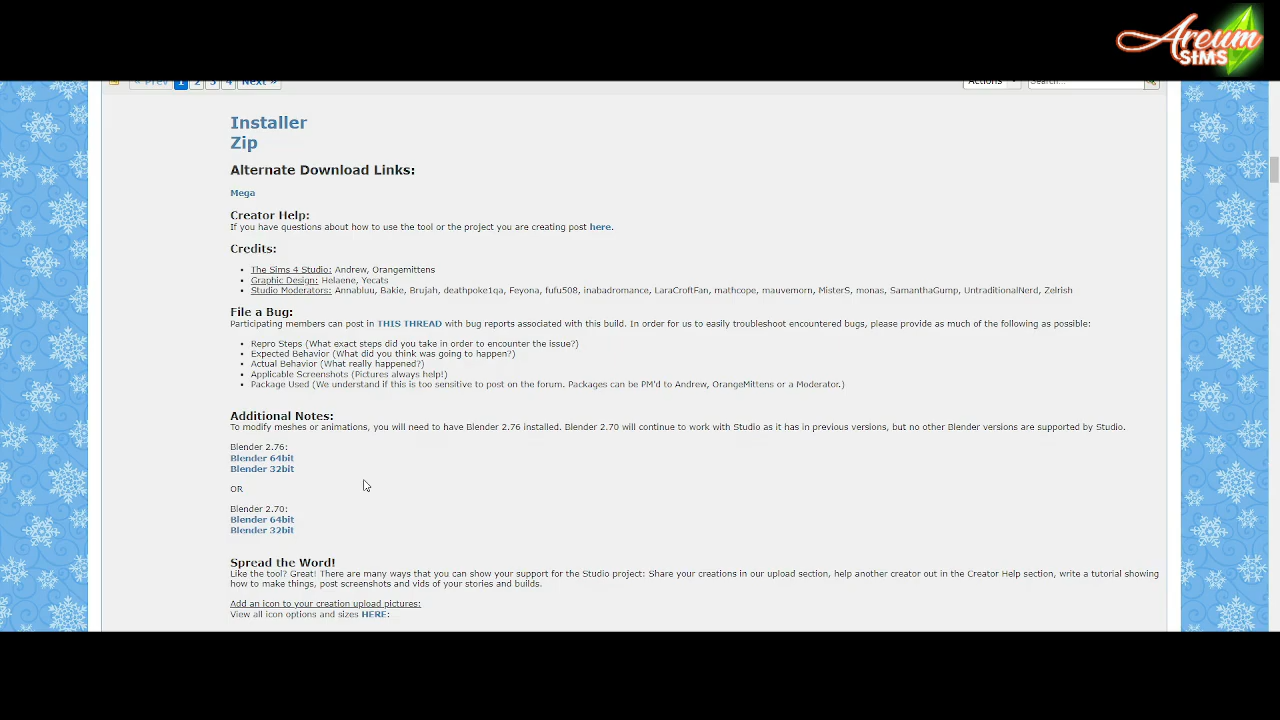 Areum
SIMS
« Prev 1 2 3 4 Next »
Actions
Search...
Installer
Zip
Alternate Download Links:
Mega
Creator Help:
If you have questions about how to use the tool or the project you are creating post here.
Credits:
The Sims 4 Studio: Andrew, Orangemittens
Graphic Design: Helaene, Yecats
Studio Moderators: Annabluu, Bakie, Brujah, deathpoke1qa, Feyona, fufu508, inabadromance, LaraCroftFan, mathcope, mauvemorn, MisterS, monas, SamanthaGump, UntraditionalNerd, Zelrish
File a Bug:
Participating members can post in THIS THREAD with bug reports associated with this build. In order for us to easily troubleshoot encountered bugs, please provide as much of the following as possible:
Repro Steps (What exact steps did you take in order to encounter the issue?)
Expected Behavior (What did you think was going to happen?)
Actual Behavior (What really happened?)
Applicable Screenshots (Pictures always help!)
Package Used (We understand if this is too sensitive to post on the forum. Packages can be PM'd to Andrew, OrangeMittens or a Moderator.)
Additional Notes:
To modify meshes or animations, you will need to have Blender 2.76 installed. Blender 2.70 will continue to work with Studio as it has in previous versions, but no other Blender versions are supported by Studio.
Blender 2.76:
Blender 64bit
Blender 32bit
OR
Blender 2.70:
Blender 64bit
Blender 32bit
Spread the Word!
Like the tool? Great! There are many ways that you can show your support for the Studio project: Share your creations in our upload section, help another creator out in the Creator Help section, write a tutorial showing
how to make things, post screenshots and vids of your stories and builds.
Add an icon to your creation upload pictures:
View all icon options and sizes HERE: